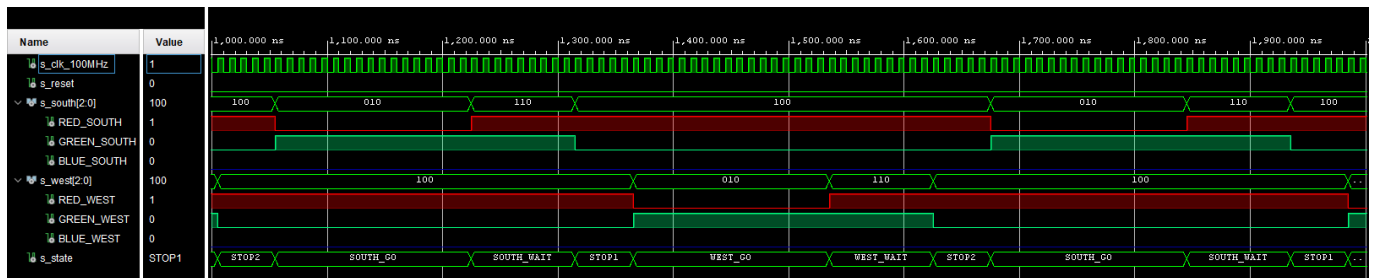 Name Value 1,000.000 ns 1,100.000 ns 1,200.000 ns 1,300.000 ns 1,400.000 ns 1,500.000 ns 1,600.000 ns 1,700.000 ns 1,800.000 ns 1,900.000 ns
s_clk_100MHz 1
s_reset 0
s_south[2:0] 100 100 010 110 100 010 110 100
RED_SOUTH 1
GREEN_SOUTH 0
BLUE_SOUTH 0
s_west[2:0] 100 100 010 110 100 ..
RED_WEST 1
GREEN_WEST 0
BLUE_WEST 0
s_state STOP1 STOP2 SOUTH_GO SOUTH_WAIT STOP1 WEST_GO WEST_WAIT STOP2 SOUTH_GO SOUTH_WAIT STOP1 ..